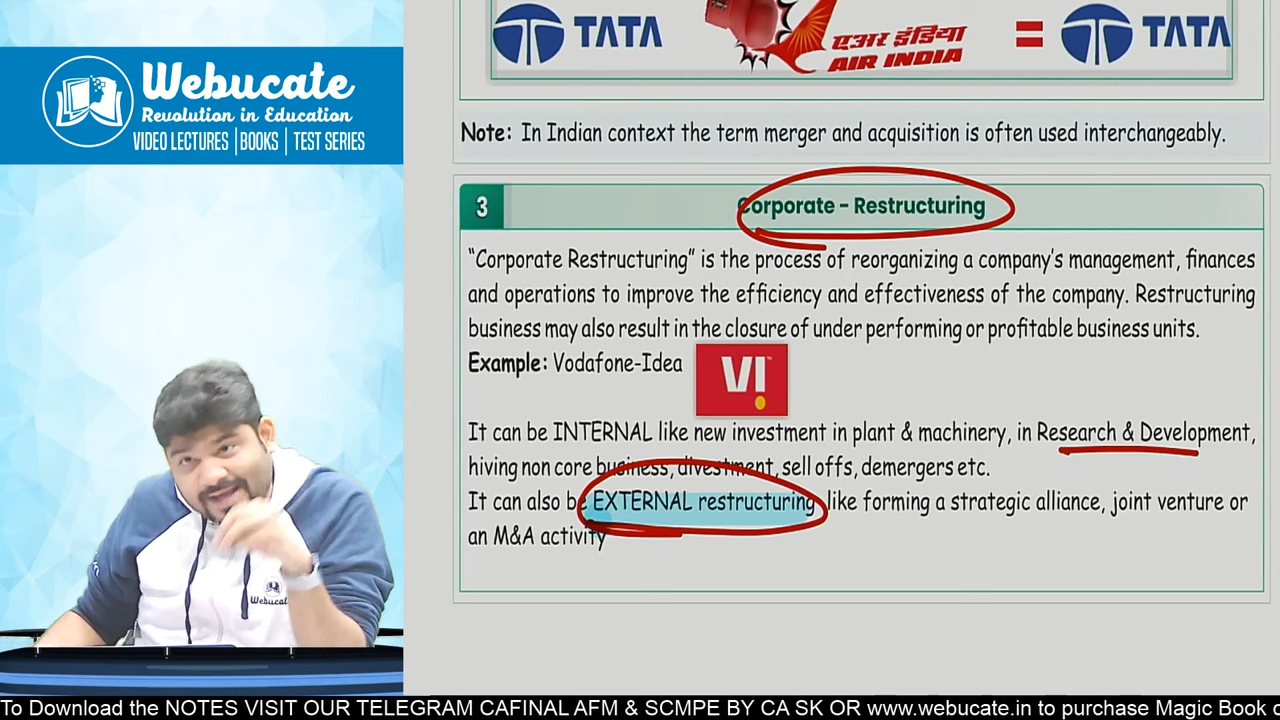 TATA
एअर इंडिया
AIR INDIA
=
TATA
Webucate
Revolution in Education
VIDEO LECTURES | BOOKS | TEST SERIES
Note: In Indian context the term merger and acquisition is often used interchangeably.
3
Corporate - Restructuring
“Corporate Restructuring” is the process of reorganizing a company's management, finances
and operations to improve the efficiency and effectiveness of the company. Restructuring
business may also result in the closure of under performing or profitable business units.
Example: Vodafone-Idea
VI™
It can be INTERNAL like new investment in plant & machinery, in Research & Development,
hiving non core business, divestment, sell offs, demergers etc.
It can also be EXTERNAL restructuring like forming a strategic alliance, joint venture or
an M&A activity
Webucate
To Download the NOTES VISIT OUR TELEGRAM CAFINAL AFM & SCMPE BY CA SK OR www.webucate.in to purchase Magic Book